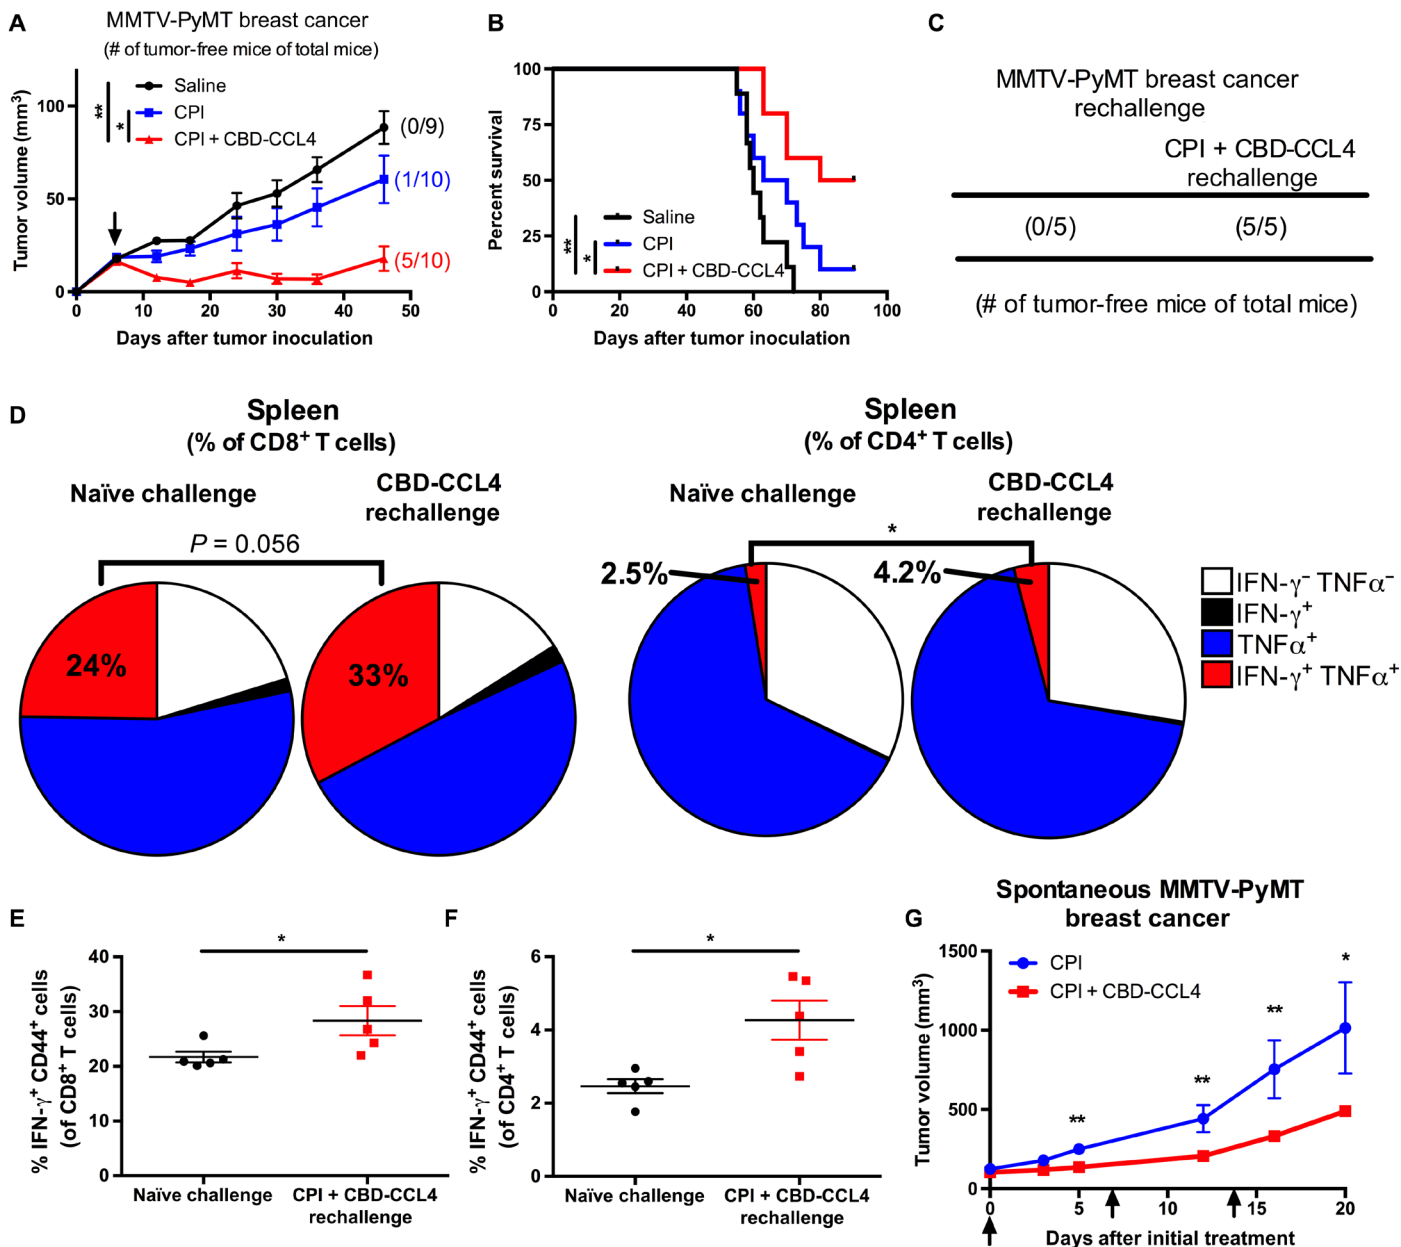 A
MMTV-PyMT breast cancer
(# of tumor-free mice of total mice)
Saline
CPI
CPI + CBD-CCL4
**
*
(0/9)
(1/10)
(5/10)
Tumor volume (mm³)
100
50
0
0
10
20
30
40
50
Days after tumor inoculation
B
Percent survival
100
75
50
25
0
Saline
CPI
CPI + CBD-CCL4
**
*
0
20
40
60
80
100
Days after tumor inoculation
C
MMTV-PyMT breast cancer
rechallenge
CPI + CBD-CCL4
rechallenge
(0/5)
(5/5)
(# of tumor-free mice of total mice)
D
Spleen
(% of CD8⁺ T cells)
Naïve challenge
CBD-CCL4
rechallenge
P = 0.056
24%
33%
Spleen
(% of CD4⁺ T cells)
Naïve challenge
CBD-CCL4
rechallenge
*
2.5%
4.2%
IFN-γ⁻ TNFα⁻
IFN-γ⁺
TNFα⁺
IFN-γ⁺ TNFα⁺
E
% IFN-γ⁺ CD44⁺ cells
(of CD8⁺ T cells)
40
30
20
10
0
*
Naïve challenge
CPI + CBD-CCL4
rechallenge
F
% IFN-γ⁺ CD44⁺ cells
(of CD4⁺ T cells)
6
4
2
0
*
Naïve challenge
CPI + CBD-CCL4
rechallenge
G
Spontaneous MMTV-PyMT
breast cancer
CPI
CPI + CBD-CCL4
Tumor volume (mm³)
1500
1000
500
0
**
**
**
*
0
5
10
15
20
Days after initial treatment